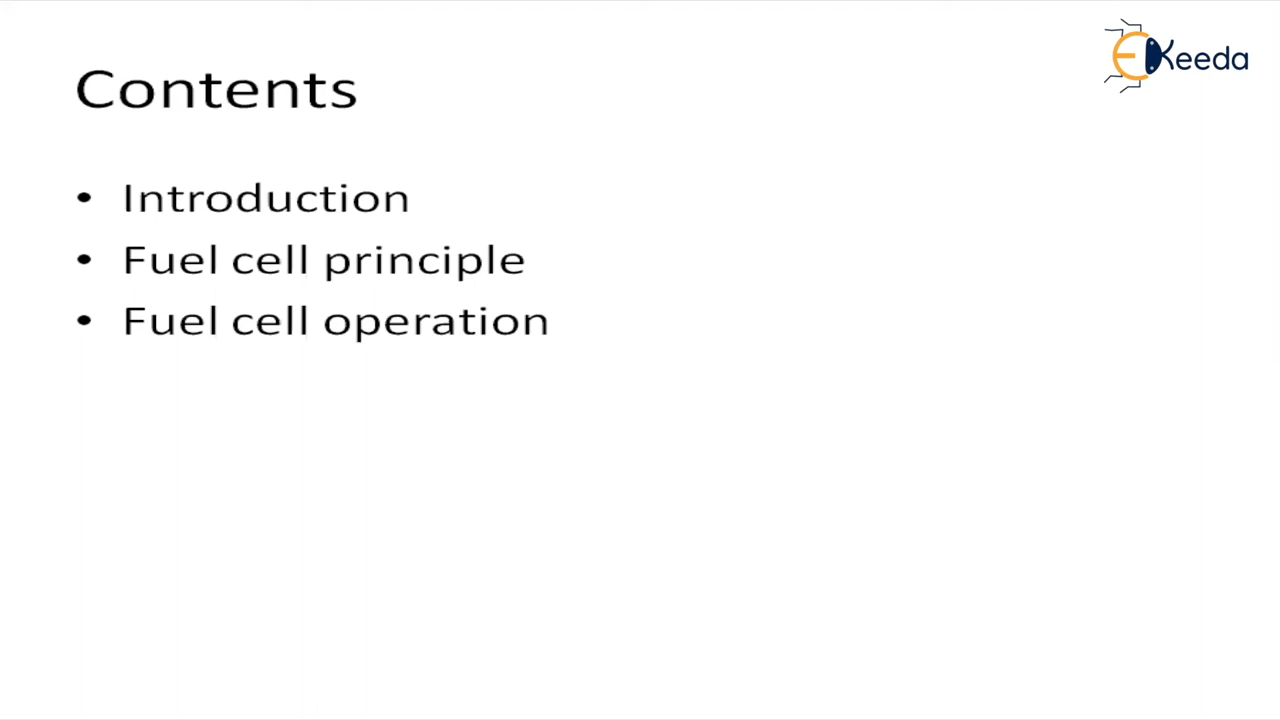 EKeeda
Contents
• Introduction
• Fuel cell principle
• Fuel cell operation